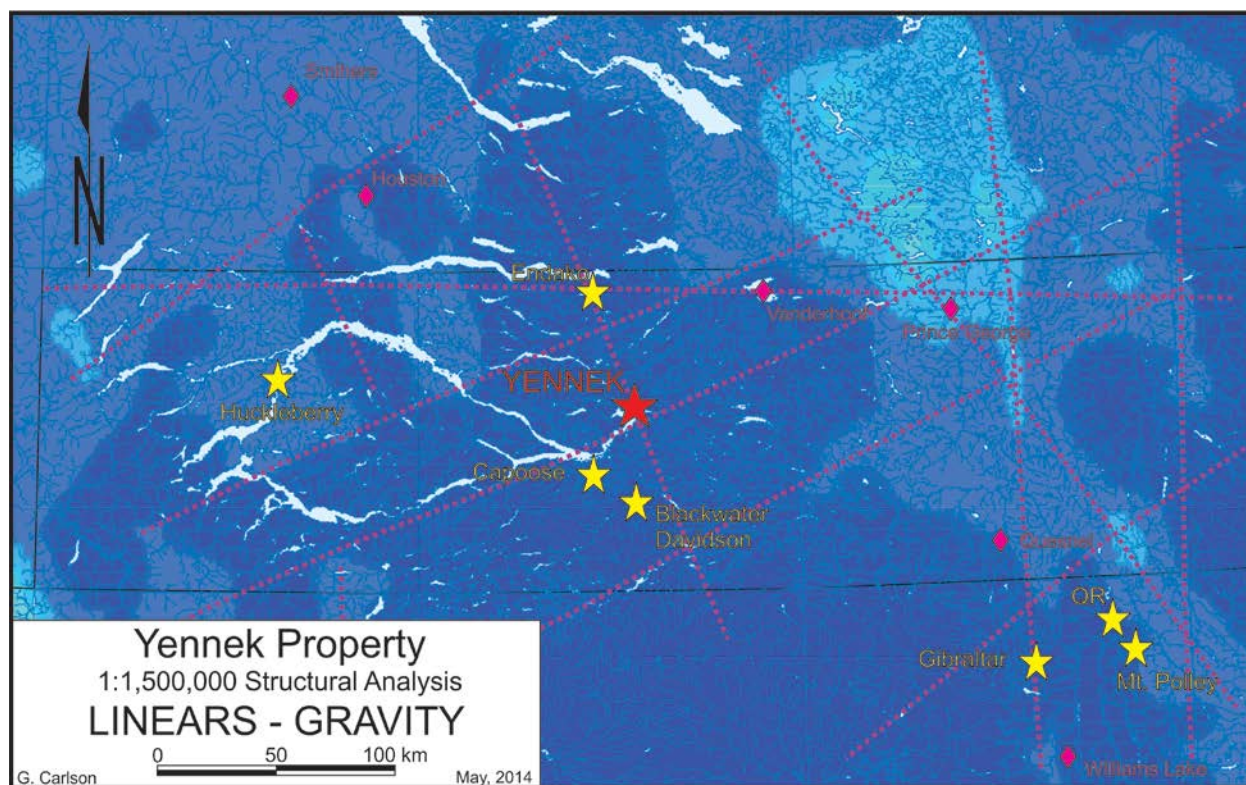 Smithers
Houston
N
Endako
Vanderhoof
Prince George
YENNEK
Huckleberry
Capoose
Blackwater
Davidson
Quesnel
QR
Gibraltar
Mt. Polley
Williams Lake
Yennek Property
1:1,500,000 Structural Analysis
LINEARS - GRAVITY
0 50 100 km
G. Carlson May, 2014